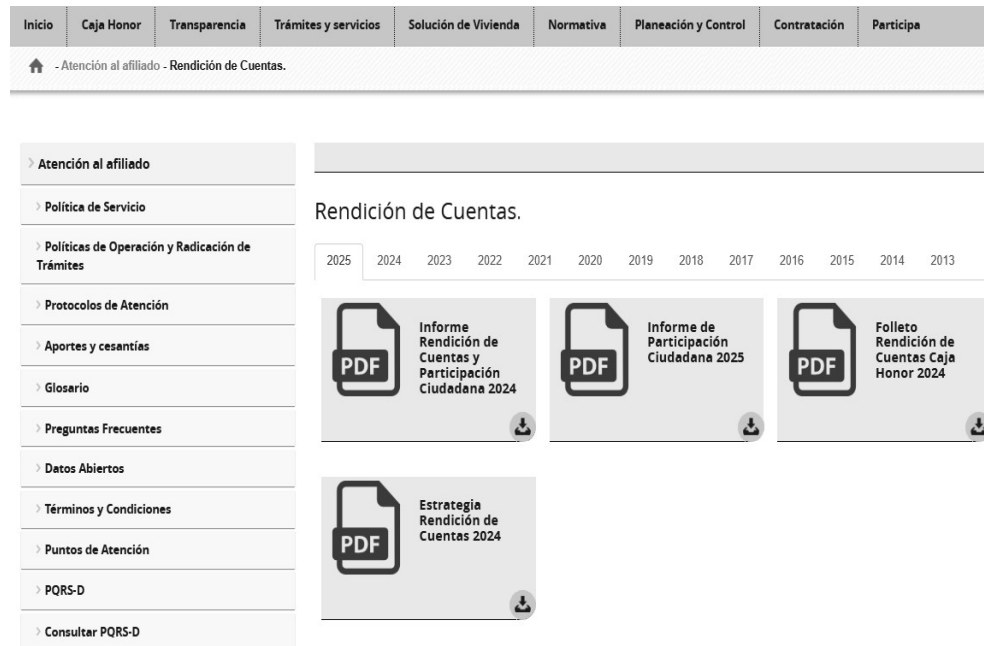 Inicio Caja Honor Transparencia Trámites y servicios Solución de Vivienda Normativa Planeación y Control Contratación Participa
- Atención al afiliado - Rendición de Cuentas.
> Atención al afiliado
> Política de Servicio
> Políticas de Operación y Radicación de
Trámites
> Protocolos de Atención
> Aportes y cesantías
> Glosario
> Preguntas Frecuentes
> Datos Abiertos
> Términos y Condiciones
> Puntos de Atención
> PQRS-D
> Consultar PQRS-D
Rendición de Cuentas.
2025 2024 2023 2022 2021 2020 2019 2018 2017 2016 2015 2014 2013
PDF
Informe
Rendición de
Cuentas y
Participación
Ciudadana 2024
PDF
Informe de
Participación
Ciudadana 2025
PDF
Folleto
Rendición de
Cuentas Caja
Honor 2024
PDF
Estrategia
Rendición de
Cuentas 2024